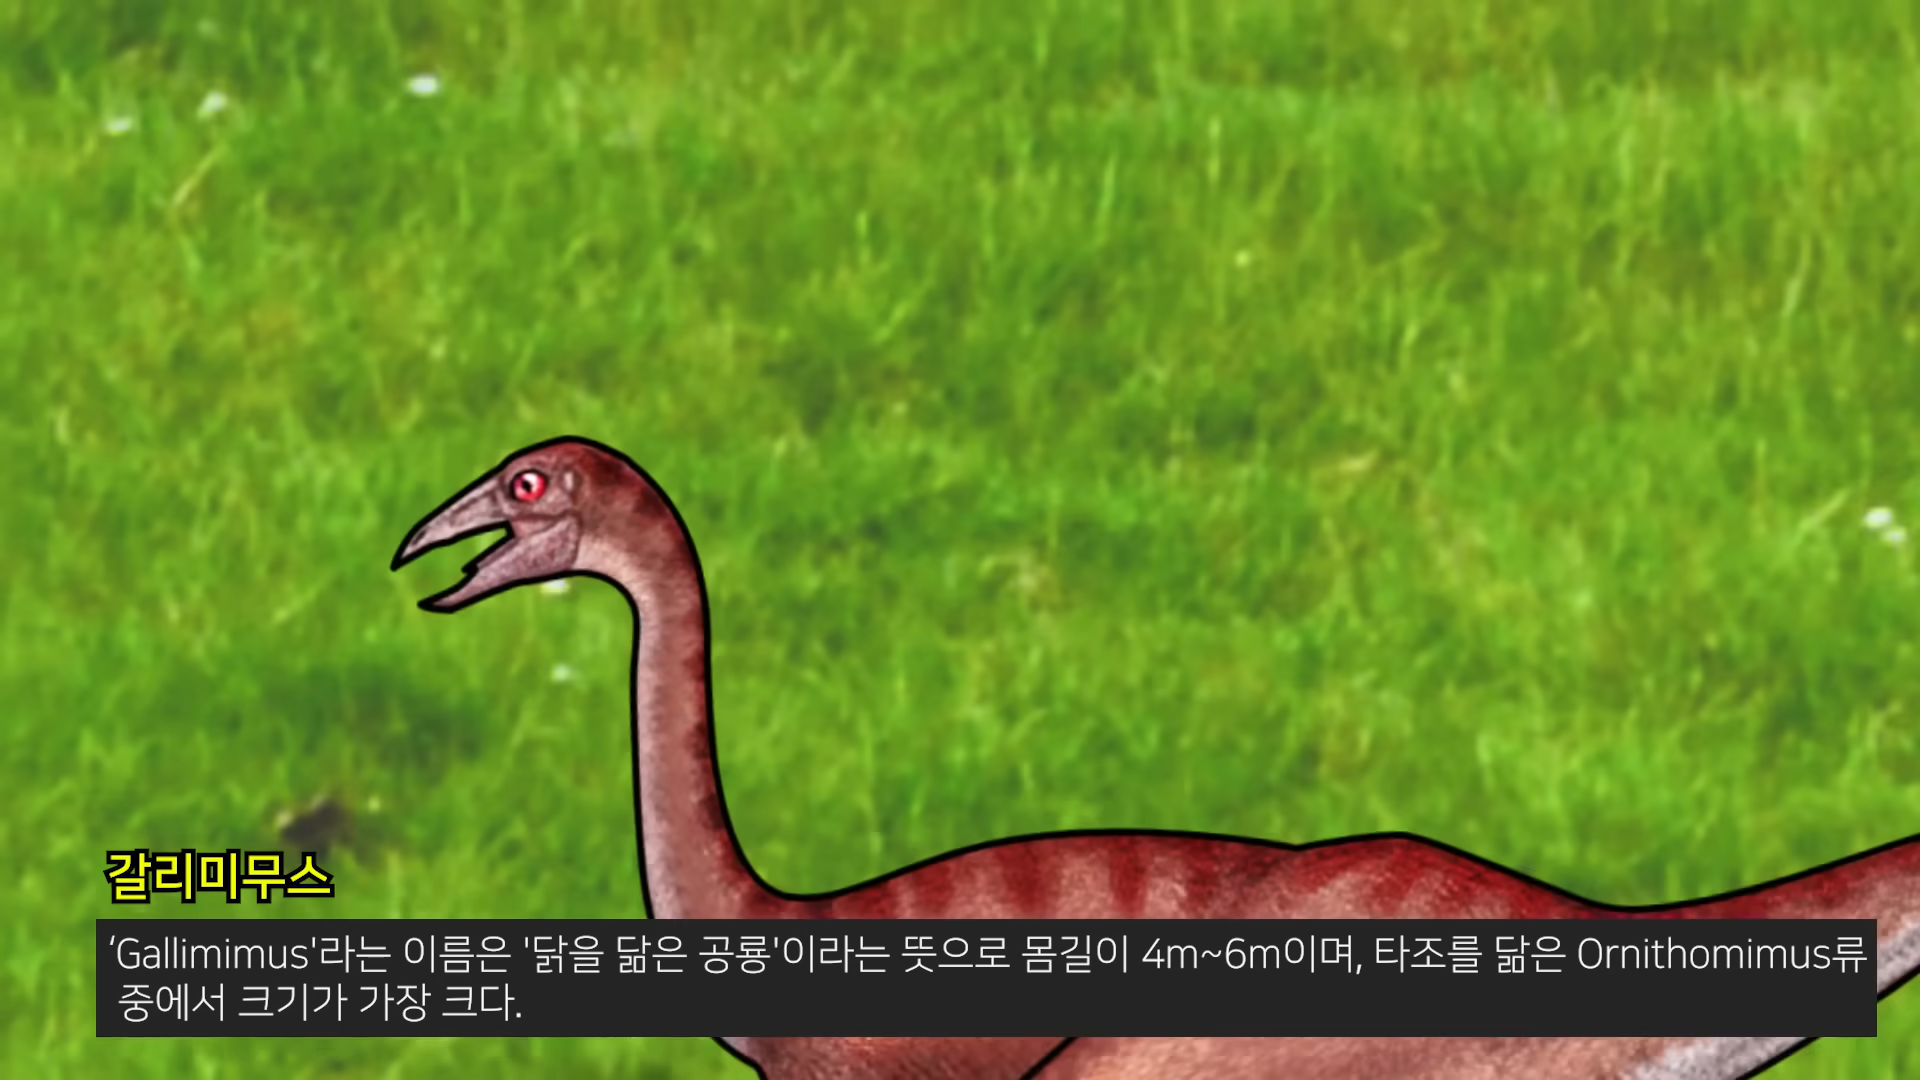 갈리미무스
‘Gallimimus'라는 이름은 '닭을 닮은 공룡'이라는 뜻으로 몸길이 4m~6m이며, 타조를 닮은 Ornithomimus류
중에서 크기가 가장 크다.